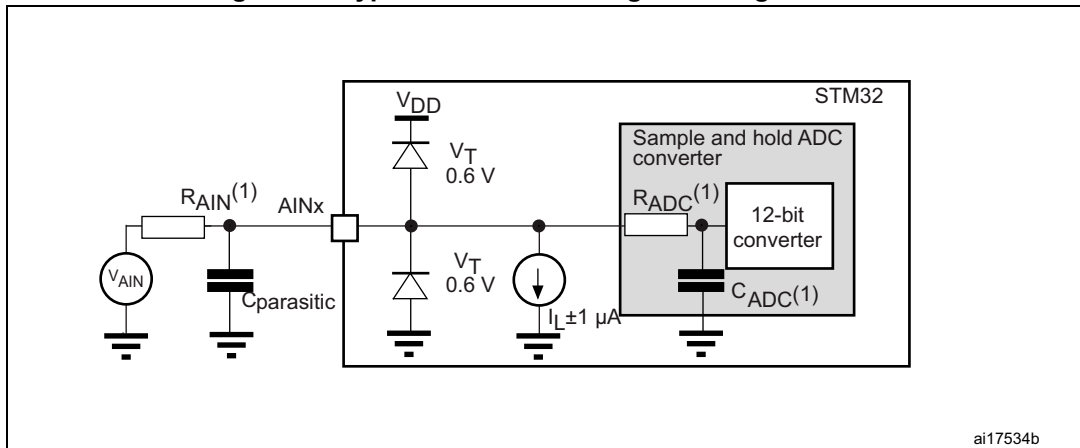 STM32
VDD
VT
0.6 V
Sample and hold ADC
converter
RAIN(1)
AINx
RADC(1)
12-bit
converter
VAIN
Cparasitic
VT
0.6 V
IL±1 µA
CADC(1)
ai17534b